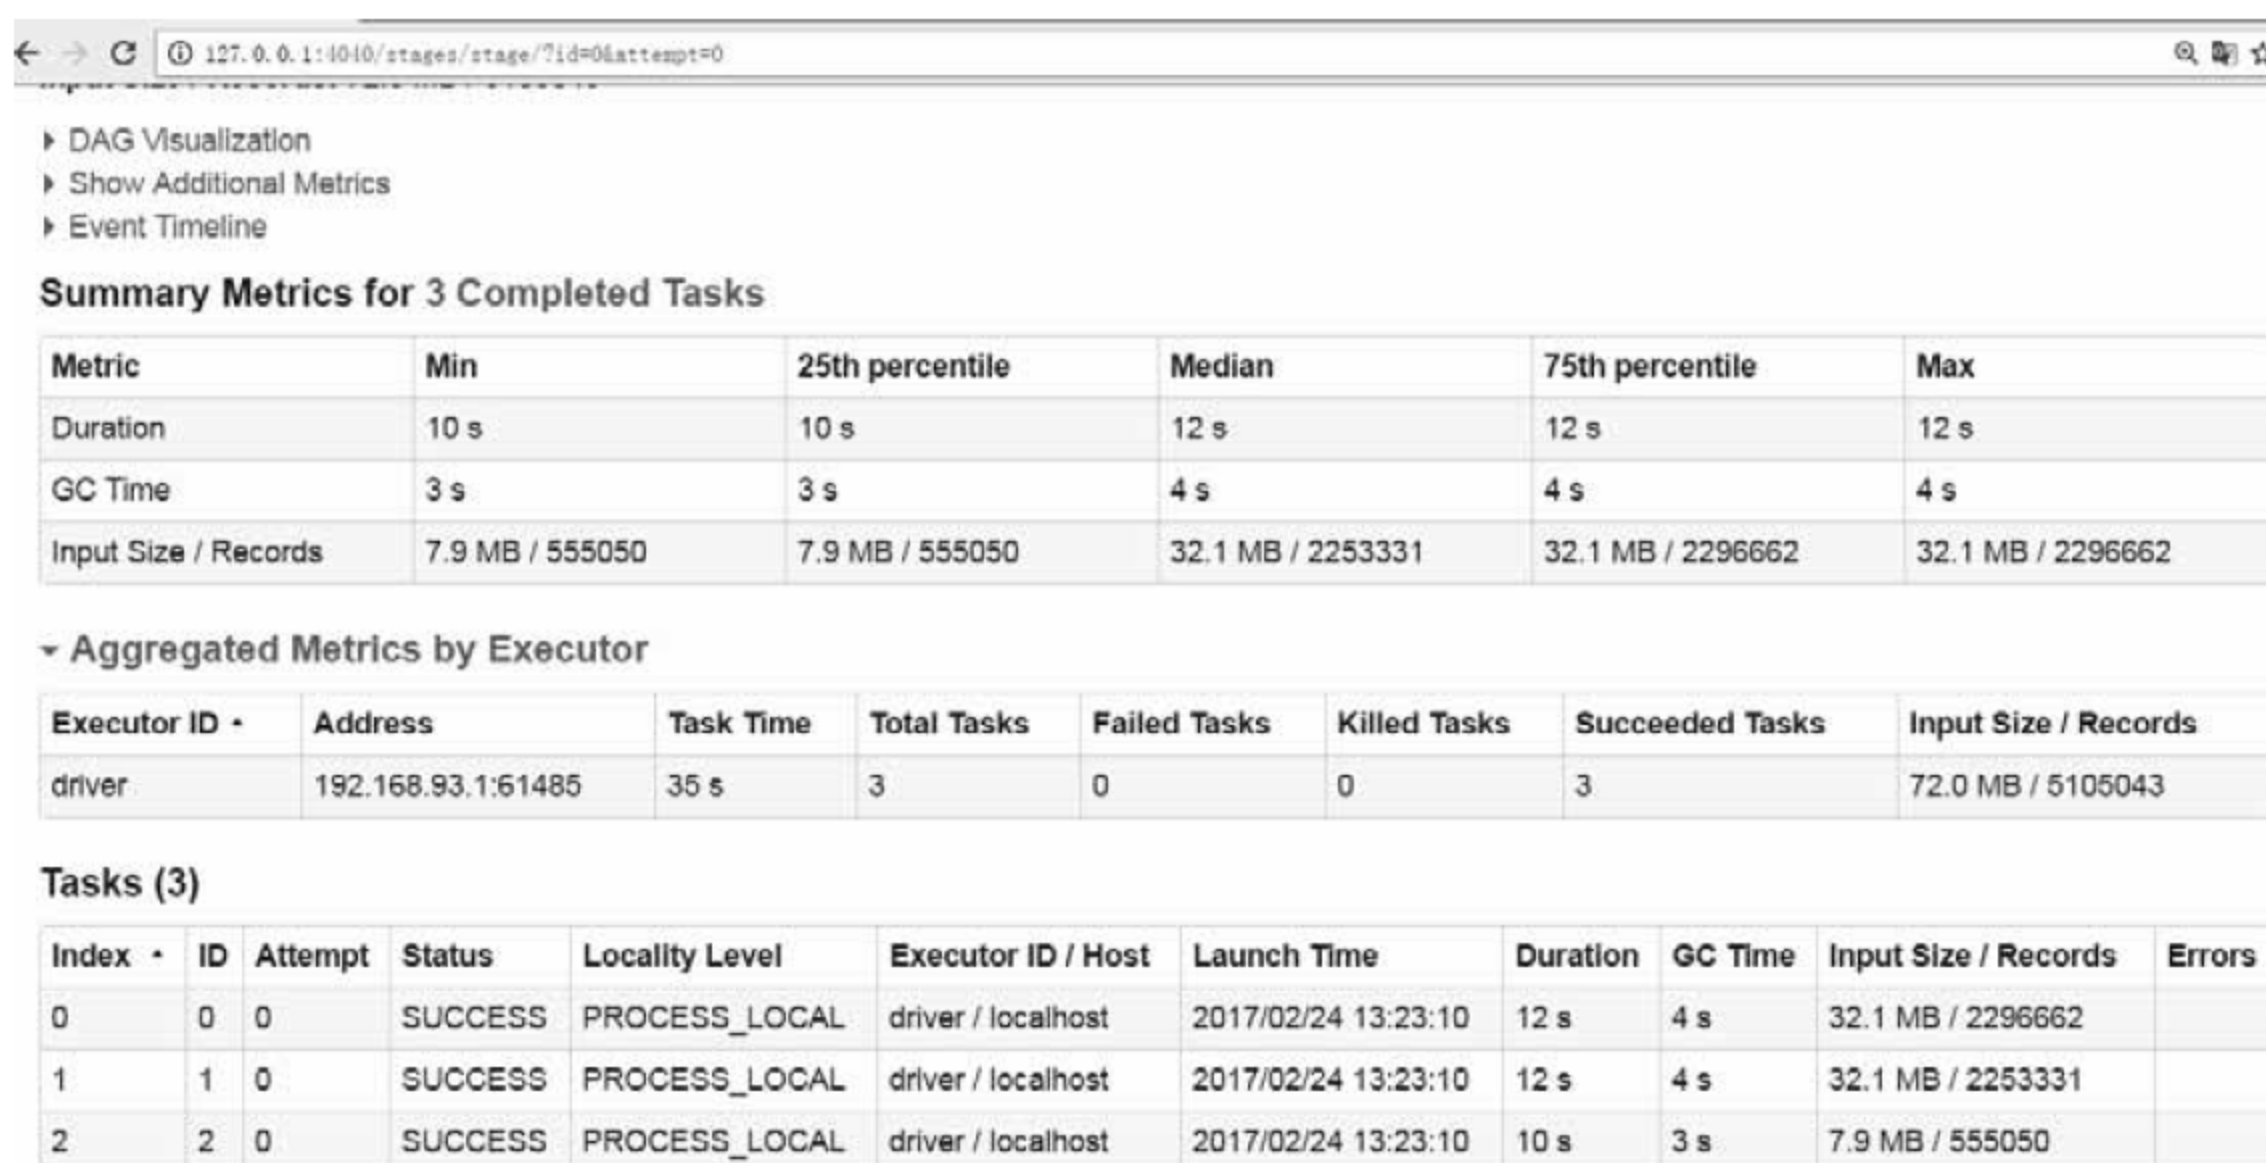 127.0.0.1:4040/stages/stage/?id=0&attempt=0
DAG Visualization
Show Additional Metrics
Event Timeline
Summary Metrics for 3 Completed Tasks
Metric Min 25th percentile Median 75th percentile Max
Duration 10 s 10 s 12 s 12 s 12 s
GC Time 3 s 3 s 4 s 4 s 4 s
Input Size / Records 7.9 MB / 555050 7.9 MB / 555050 32.1 MB / 2253331 32.1 MB / 2296662 32.1 MB / 2296662
Aggregated Metrics by Executor
Executor ID Address Task Time Total Tasks Failed Tasks Killed Tasks Succeeded Tasks Input Size / Records
driver 192.168.93.1:61485 35 s 3 0 0 3 72.0 MB / 5105043
Tasks (3)
Index ID Attempt Status Locality Level Executor ID / Host Launch Time Duration GC Time Input Size / Records Errors
0 0 0 SUCCESS PROCESS_LOCAL driver / localhost 2017/02/24 13:23:10 12 s 4 s 32.1 MB / 2296662
1 1 0 SUCCESS PROCESS_LOCAL driver / localhost 2017/02/24 13:23:10 12 s 4 s 32.1 MB / 2253331
2 2 0 SUCCESS PROCESS_LOCAL driver / localhost 2017/02/24 13:23:10 10 s 3 s 7.9 MB / 555050